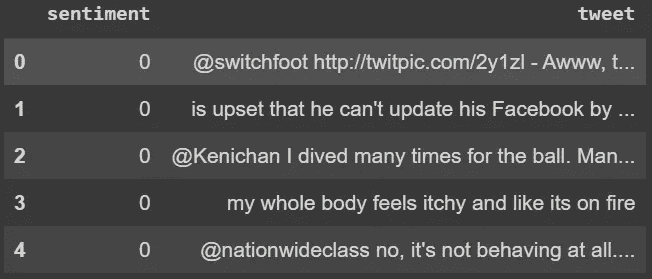 sentiment tweet
0 0 @switchfoot http://twitpic.com/2y1zl - Awww, t...
1 0 is upset that he can't update his Facebook by ...
2 0 @Kenichan I dived many times for the ball. Man...
3 0 my whole body feels itchy and like its on fire
4 0 @nationwideclass no, it's not behaving at all....